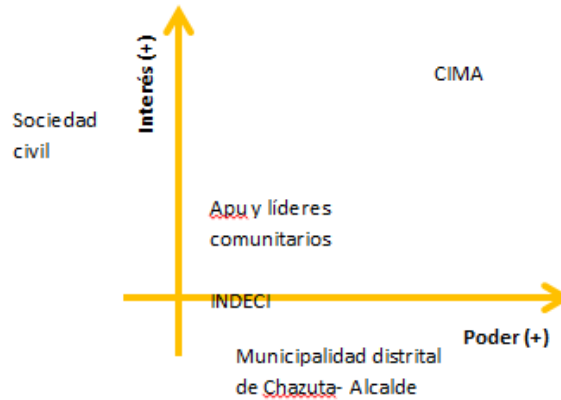 Interés (+)
CIMA
Sociedad
civil
Apu y líderes
comunitarios
INDECI
Poder (+)
Municipalidad distrital
de Chazuta- Alcalde